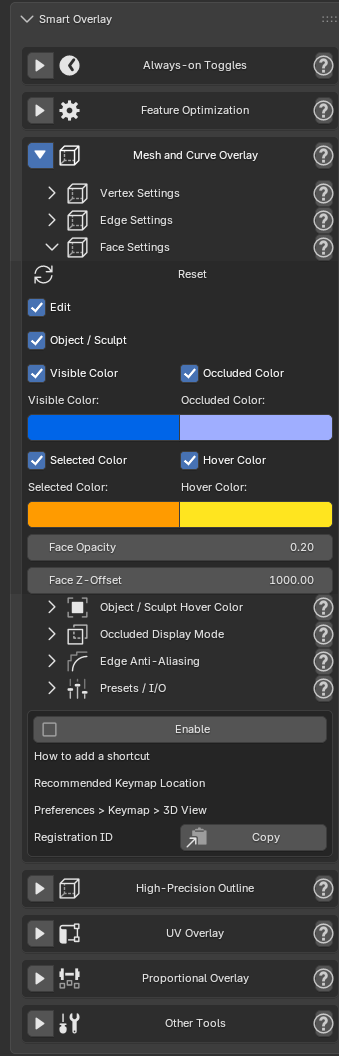 Smart Overlay
Always-on Toggles
Feature Optimization
Mesh and Curve Overlay
Vertex Settings
Edge Settings
Face Settings
Reset
Edit
Object / Sculpt
Visible Color Occluded Color
Visible Color: Occluded Color:
Selected Color Hover Color
Selected Color: Hover Color:
Face Opacity 0.20
Face Z-Offset 1000.00
Object / Sculpt Hover Color
Occluded Display Mode
Edge Anti-Aliasing
Presets / I/O
Enable
How to add a shortcut
Recommended Keymap Location
Preferences > Keymap > 3D View
Registration ID Copy
High-Precision Outline
UV Overlay
Proportional Overlay
Other Tools